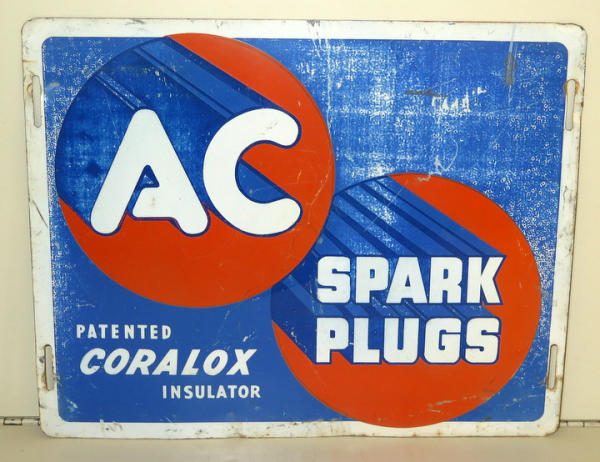 AC
SPARK
PLUGS
PATENTED
CORALOX
INSULATOR